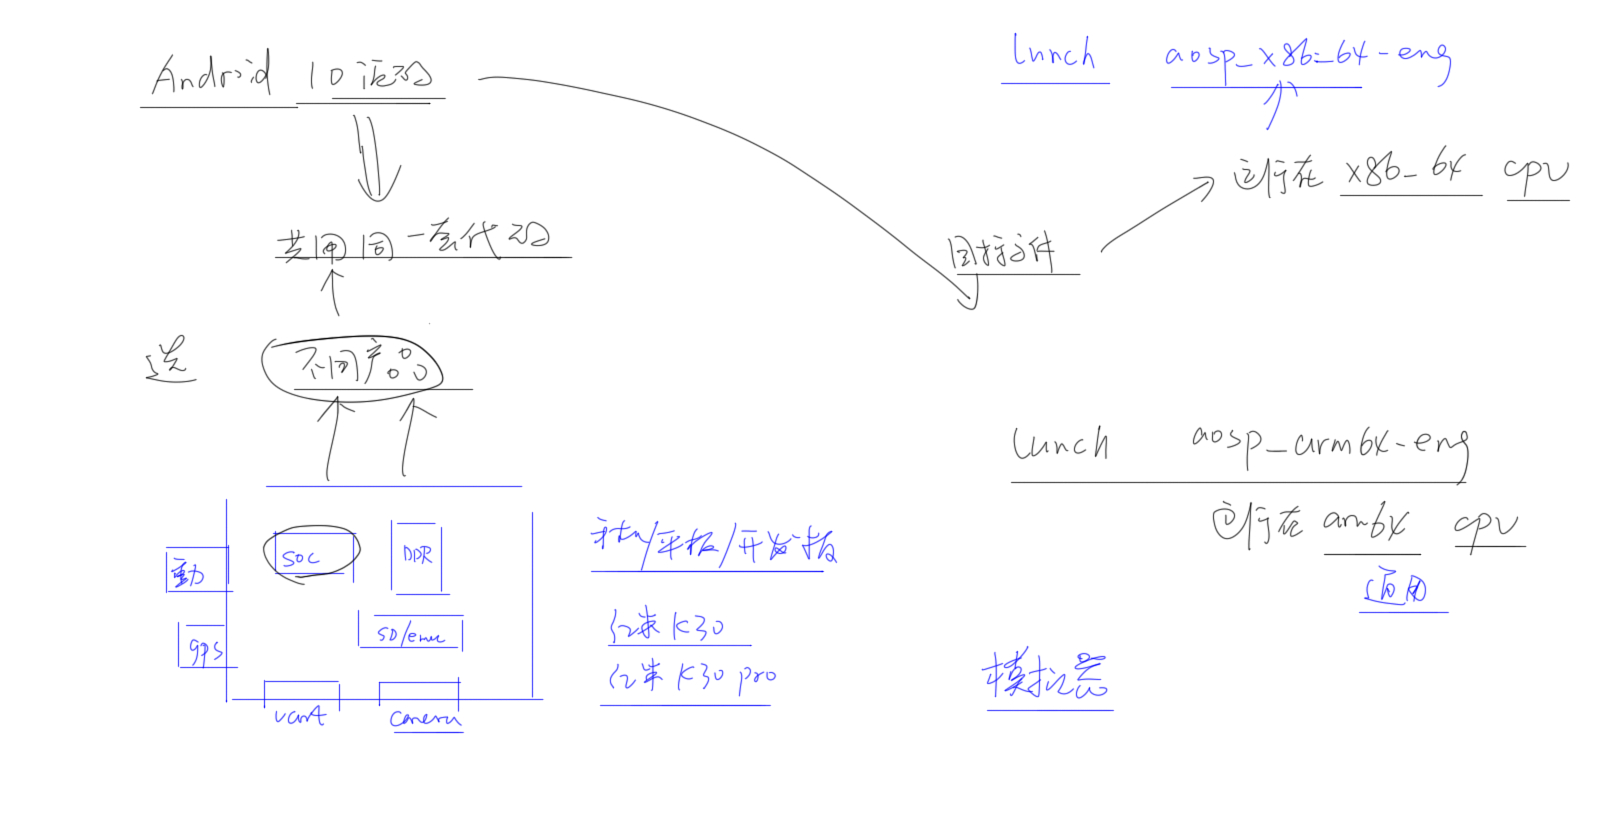 Android 10 源码
共用同一套代码
选 不同产品
SOC
DDR
SD/emmc
gps
uart
camera
手机/平板/开发板
红米 K30
红米 K30 pro
lunch aosp_x86_64-eng
运行在 x86_64 cpu
目标文件
lunch aosp_arm64-eng
运行在 arm64 cpu
通用
模拟器